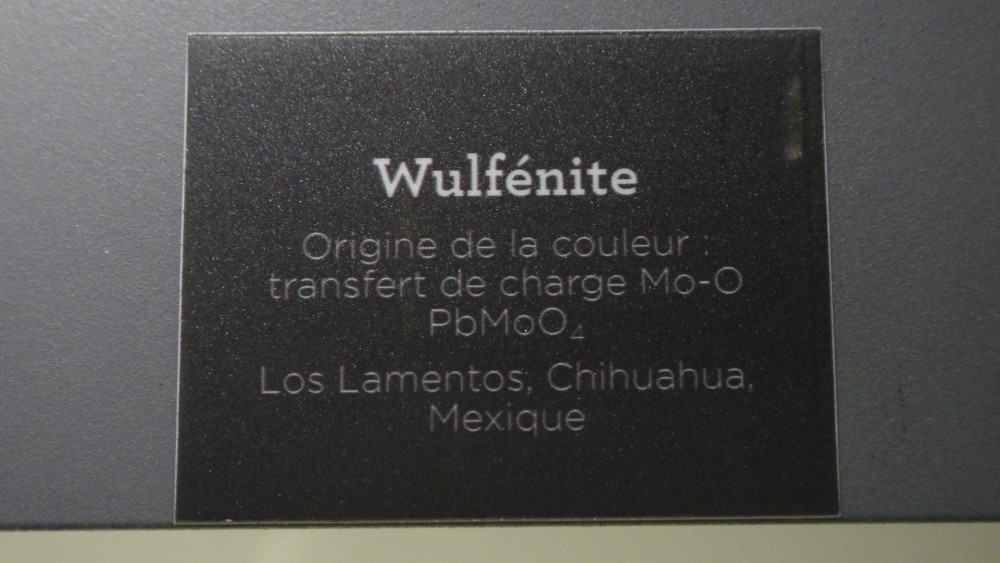 Wulfénite
Origine de la couleur :
transfert de charge Mo-O
PbMoO₄
Los Lamentos, Chihuahua,
Mexique